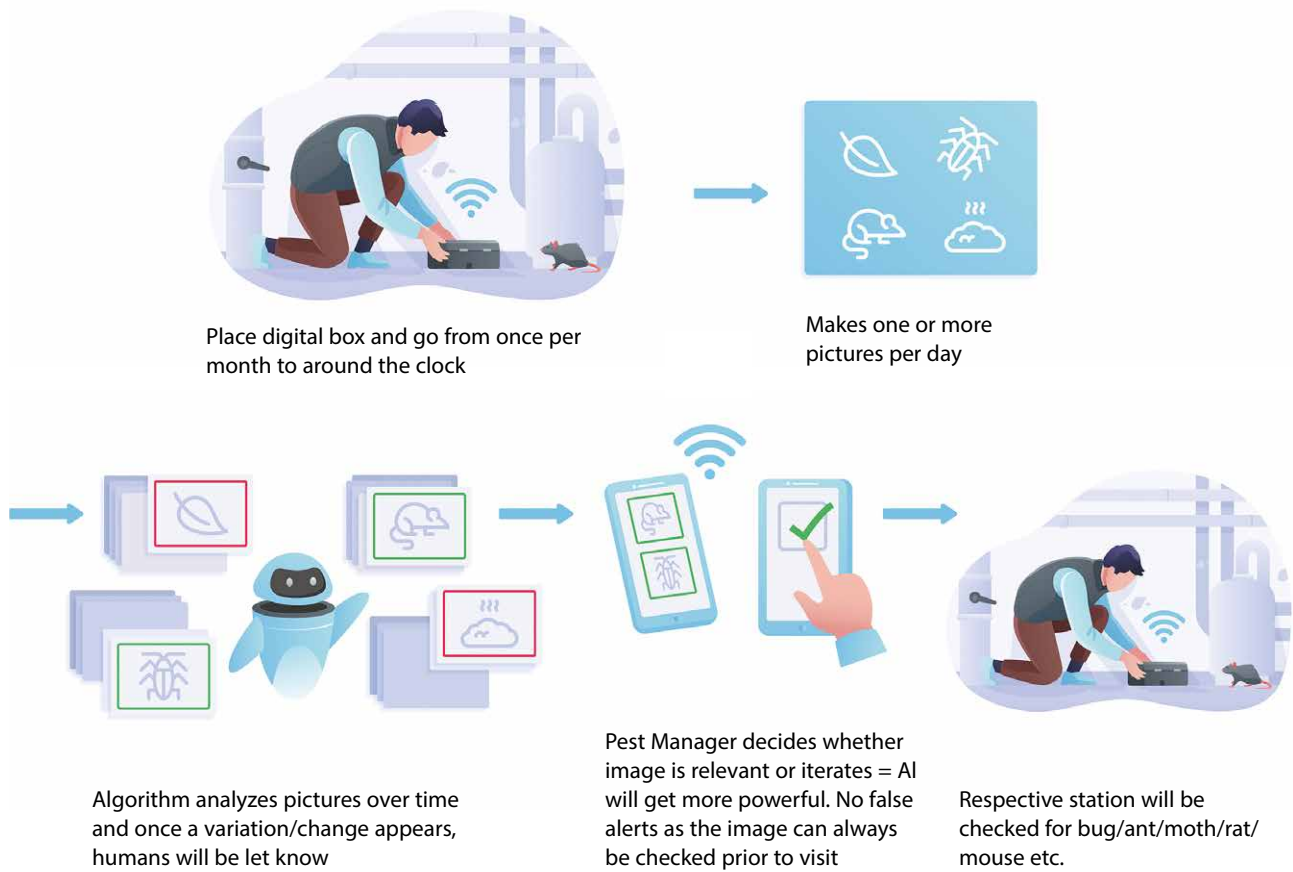 Place digital box and go from once per
month to around the clock
Makes one or more
pictures per day
Algorithm analyzes pictures over time
and once a variation/change appears,
humans will be let know
Pest Manager decides whether
image is relevant or iterates = AI
will get more powerful. No false
alerts as the image can always
be checked prior to visit
Respective station will be
checked for bug/ant/moth/rat/
mouse etc.